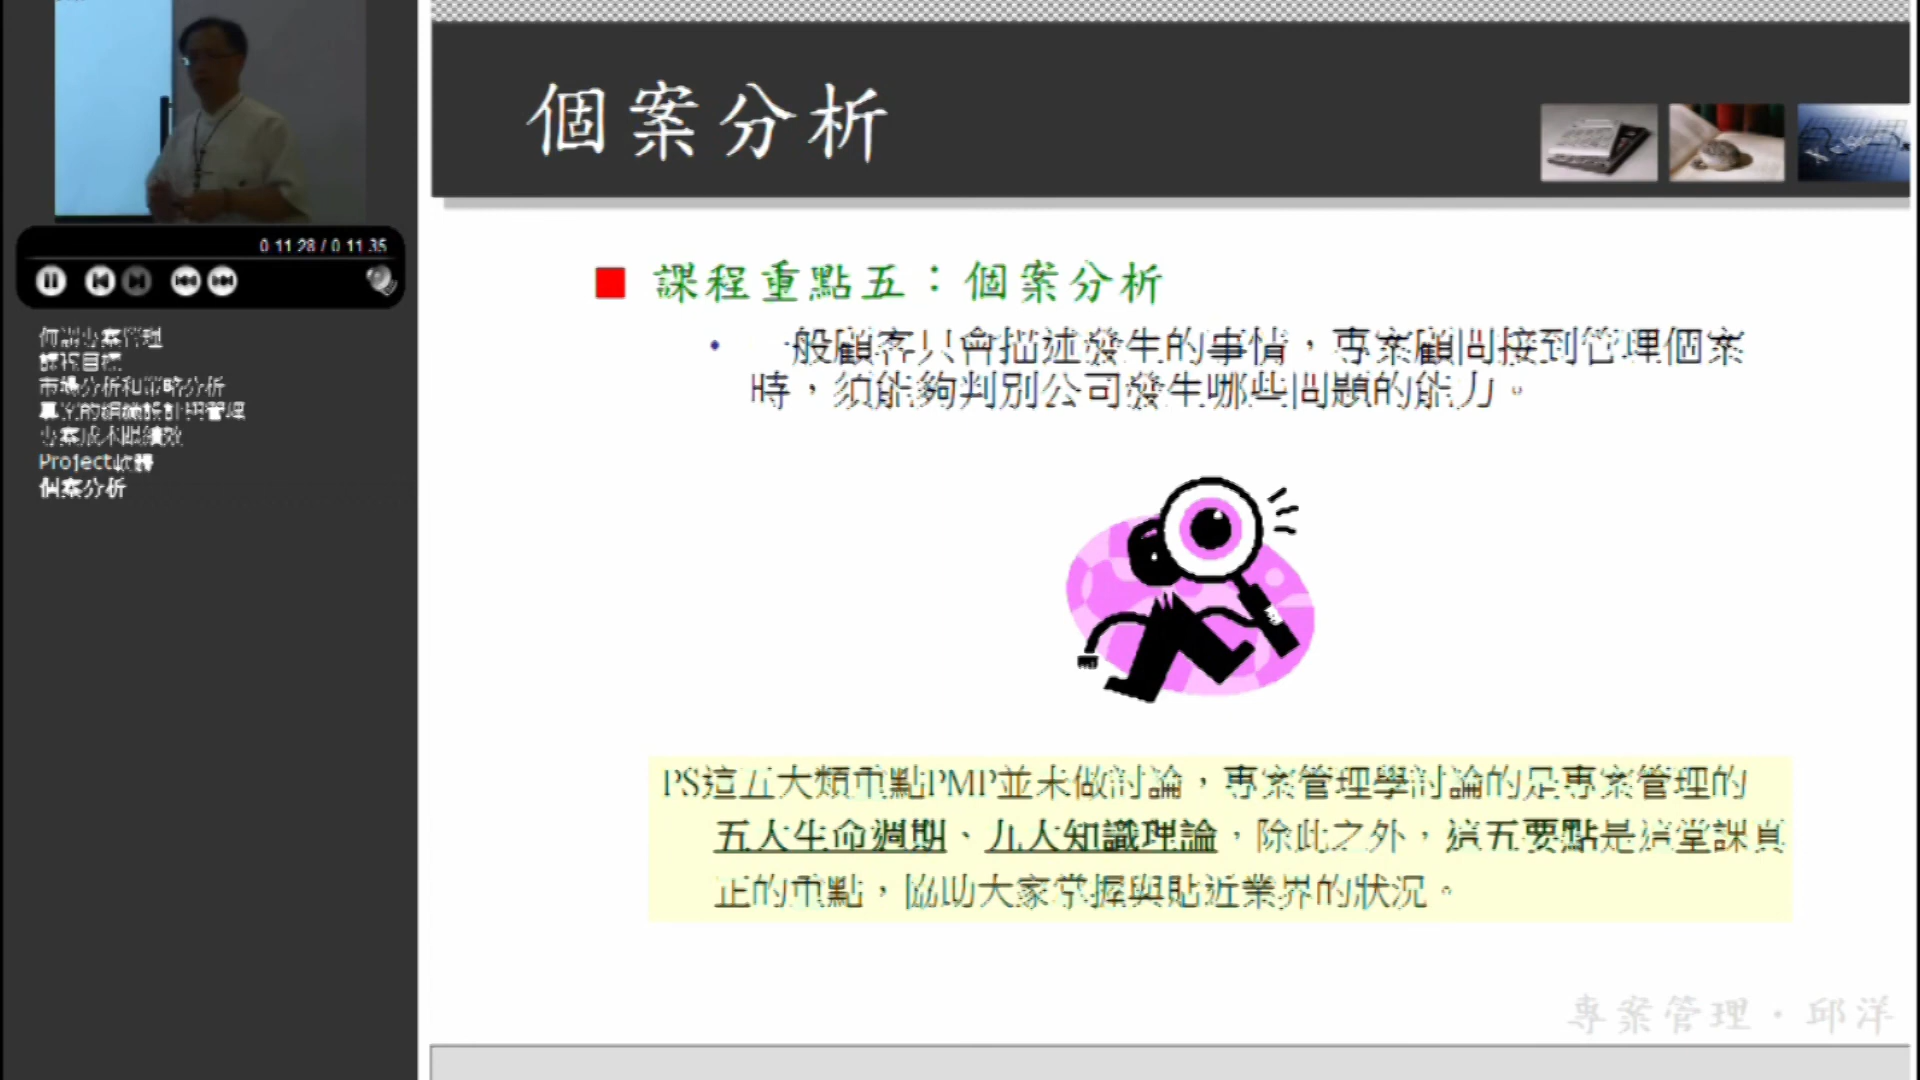 個案分析
0:11:28 / 0:11:35
何謂專案管理
課程目標
市場分析和策略分析
專案的組織設計與管理
專案成本與績效
Project軟體
個案分析
課程重點五：個案分析
• 一般顧客只會描述發生的事情，專案顧問接到管理個案
時，須能夠判別公司發生哪些問題的能力。
PS這五大類重點PMP並未做討論，專案管理學討論的是專案管理的
五大生命週期、九大知識理論，除此之外，這五要點是這堂課真
正的重點，協助大家掌握與貼近業界的狀況。
專案管理・邱洋